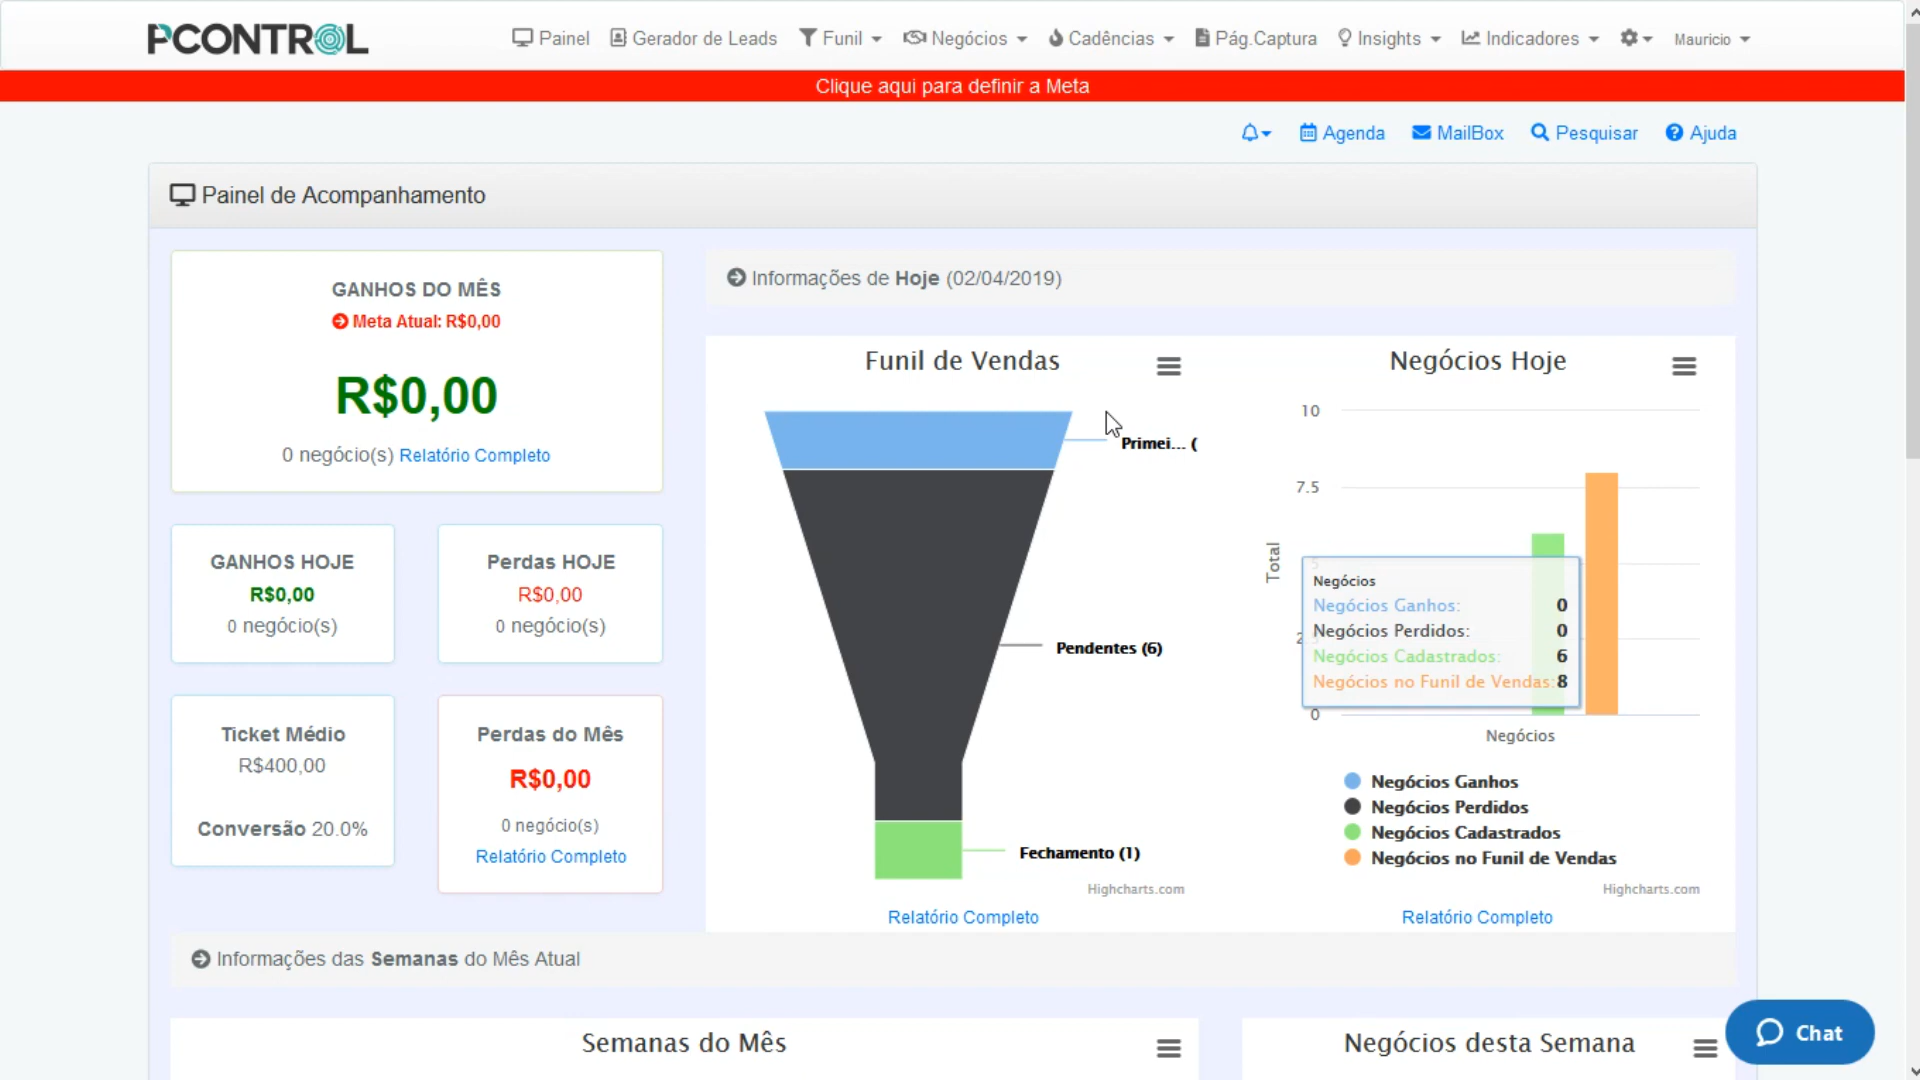 PCONTROL
Painel
Gerador de Leads
Funil
Negócios
Cadências
Pág.Captura
Insights
Indicadores
Mauricio
Clique aqui para definir a Meta
Agenda
MailBox
Pesquisar
Ajuda
Painel de Acompanhamento
GANHOS DO MÊS
Meta Atual: R$0,00
R$0,00
0 negócio(s) Relatório Completo
GANHOS HOJE
R$0,00
0 negócio(s)
Perdas HOJE
R$0,00
0 negócio(s)
Ticket Médio
R$400,00
Conversão 20.0%
Perdas do Mês
R$0,00
0 negócio(s)
Relatório Completo
Informações de Hoje (02/04/2019)
Funil de Vendas
Primei... (
Pendentes (6)
Fechamento (1)
Highcharts.com
Relatório Completo
Negócios Hoje
10
7.5
5
0
Total
Negócios
Negócios Ganhos: 0
Negócios Perdidos: 0
Negócios Cadastrados: 6
Negócios no Funil de Vendas: 8
Negócios
Negócios Ganhos
Negócios Perdidos
Negócios Cadastrados
Negócios no Funil de Vendas
Highcharts.com
Relatório Completo
Informações das Semanas do Mês Atual
Semanas do Mês
Negócios desta Semana
Chat